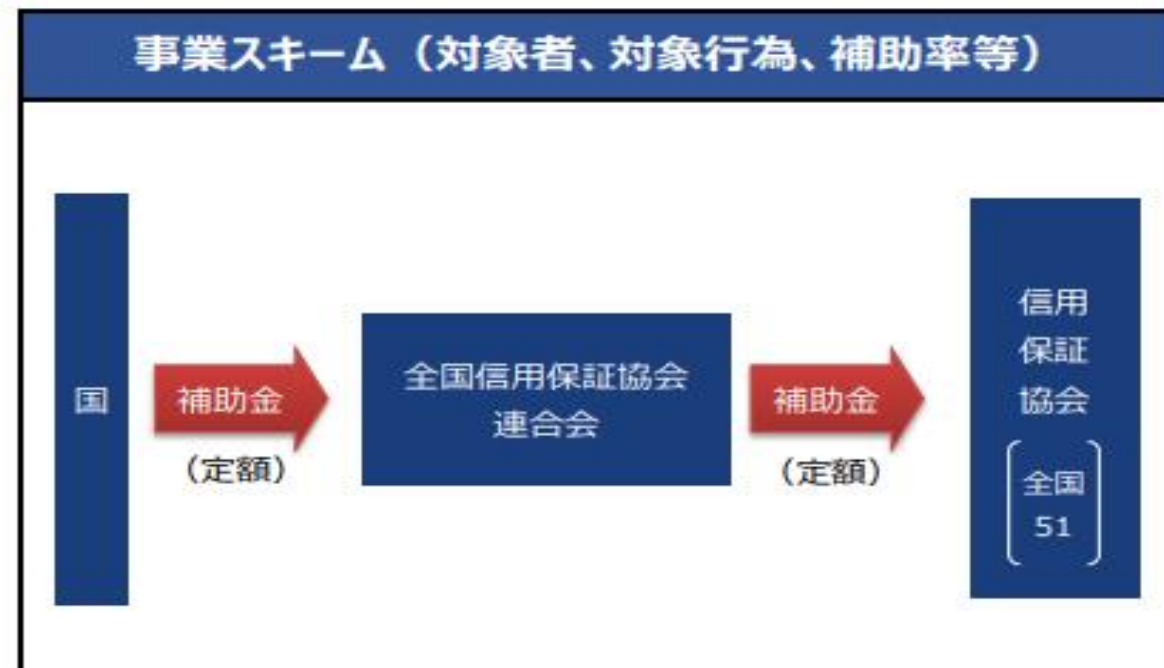 事業スキーム（対象者、対象行為、補助率等）
国
補助金
（定額）
全国信用保証協会
連合会
補助金
（定額）
信用
保証
協会
全国
51